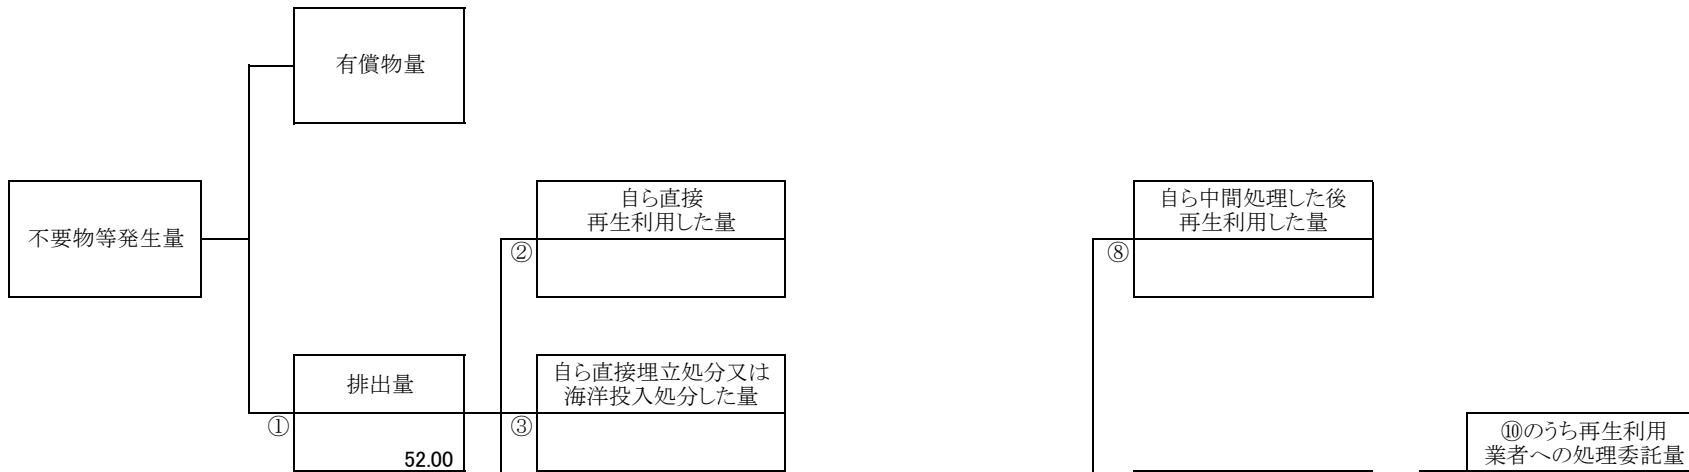 有償物量
不要物等発生量
自ら直接
再生利用した量
②
自ら中間処理した後
再生利用した量
⑧
排出量
①
52.00
自ら直接埋立処分又は
海洋投入処分した量
③
⑩のうち再生利用
業者への処理委託量